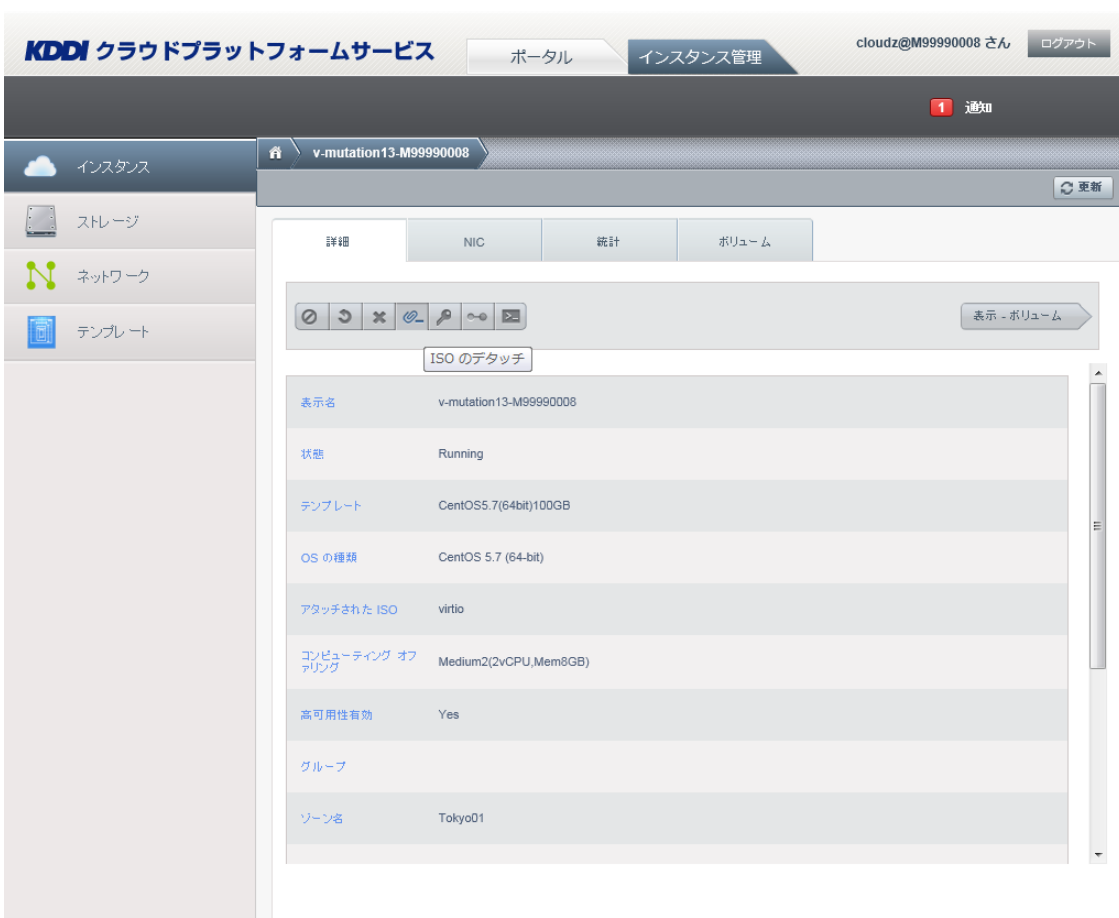 KDDI クラウドプラットフォームサービス
ポータル
インスタンス管理
cloudz@M99990008 さん
ログアウト
1 通知
インスタンス
ストレージ
ネットワーク
テンプレート
v-mutation13-M99990008
更新
詳細
NIC
統計
ボリューム
表示 - ボリューム
ISO のデタッチ
表示名 v-mutation13-M99990008
状態 Running
テンプレート CentOS5.7(64bit)100GB
OS の種類 CentOS 5.7 (64-bit)
アタッチされた ISO virtio
コンピューティング オフ
ァリング Medium2(2vCPU,Mem8GB)
高可用性有効 Yes
グループ
ゾーン名 Tokyo01